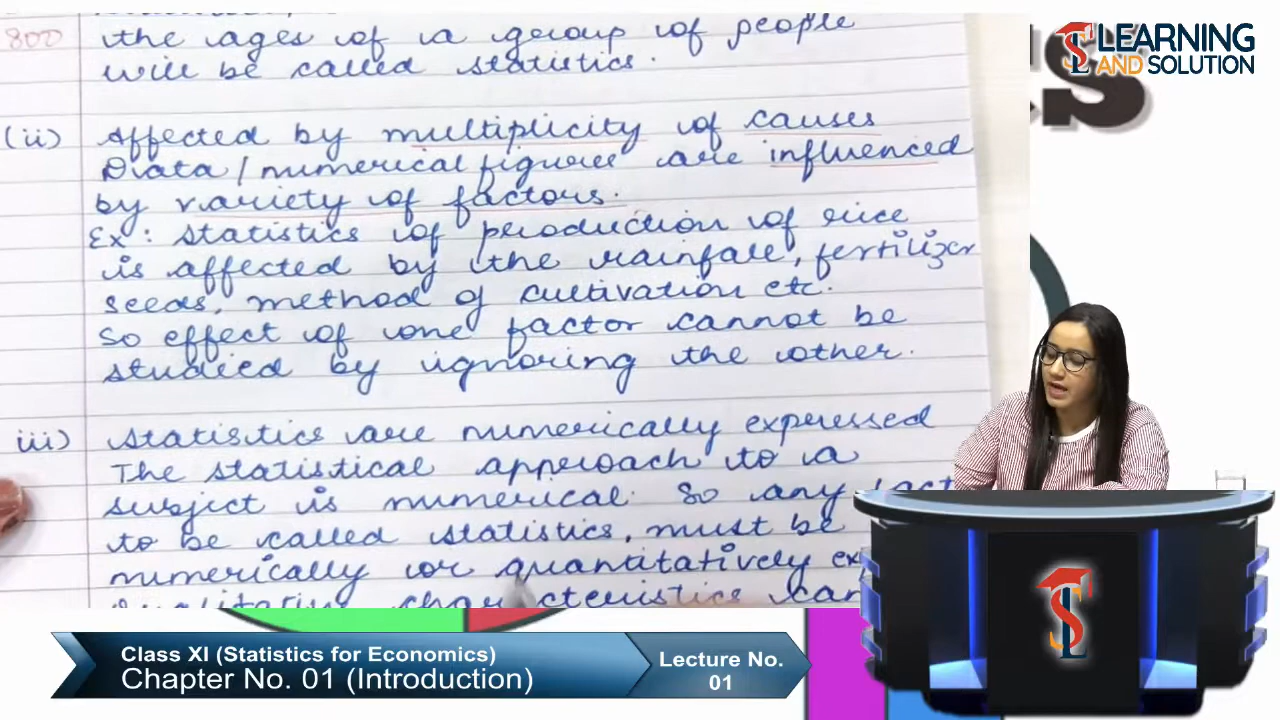 800
the ages of a group of people
will be called statistics.
(ii) Affected by multiplicity of causes
Data/numerical figures are influenced
by variety of factors.
Ex: Statistics of production of rice
is affected by the rainfall, fertilizer
seeds, method of cultivation etc.
So effect of one factor cannot be
studied by ignoring the other.
iii) Statistics are numerically expressed
The statistical approach to a
subject is numerical. So any
to be called statistics, must be
numerically or quantitatively ex
characteristics can
LEARNING
AND SOLUTION
Class XI (Statistics for Economics)
Chapter No. 01 (Introduction)
Lecture No.
01